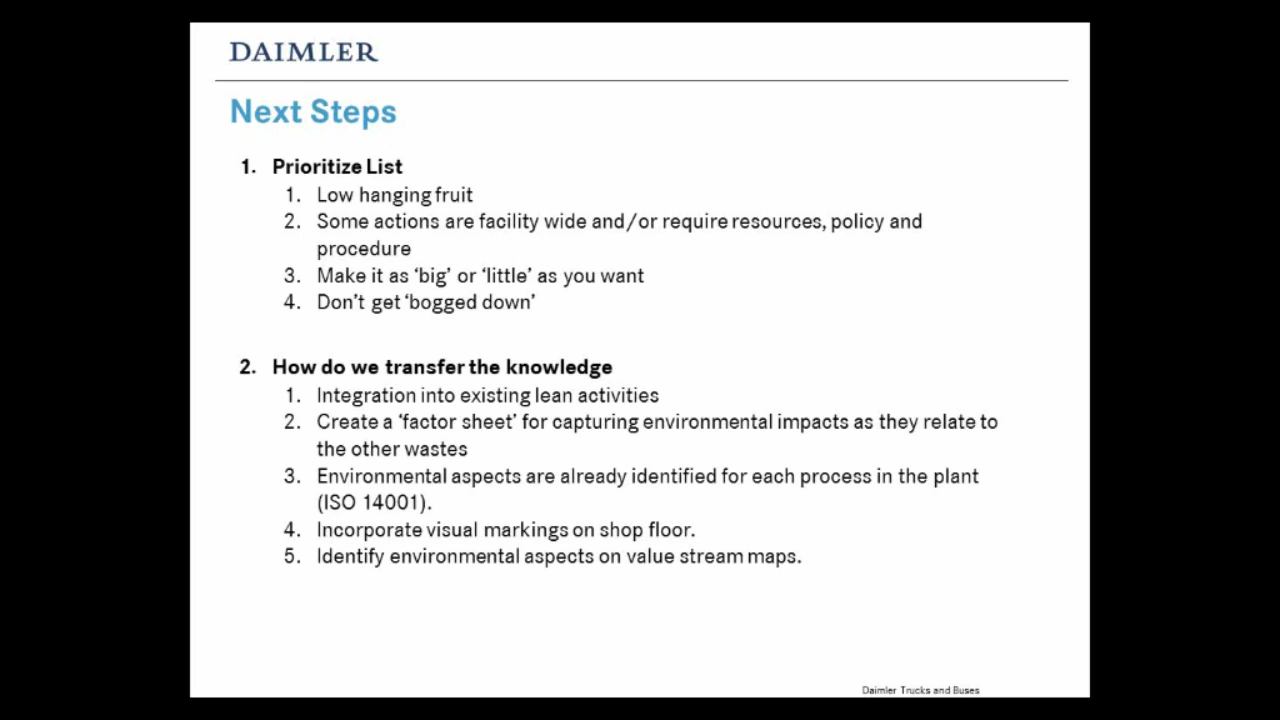 DAIMLER
Next Steps
1. Prioritize List
1. Low hanging fruit
2. Some actions are facility wide and/or require resources, policy and
procedure
3. Make it as ‘big’ or ‘little’ as you want
4. Don’t get ‘bogged down’
2. How do we transfer the knowledge
1. Integration into existing lean activities
2. Create a ‘factor sheet’ for capturing environmental impacts as they relate to
the other wastes
3. Environmental aspects are already identified for each process in the plant
(ISO 14001).
4. Incorporate visual markings on shop floor.
5. Identify environmental aspects on value stream maps.
Daimler Trucks and Buses